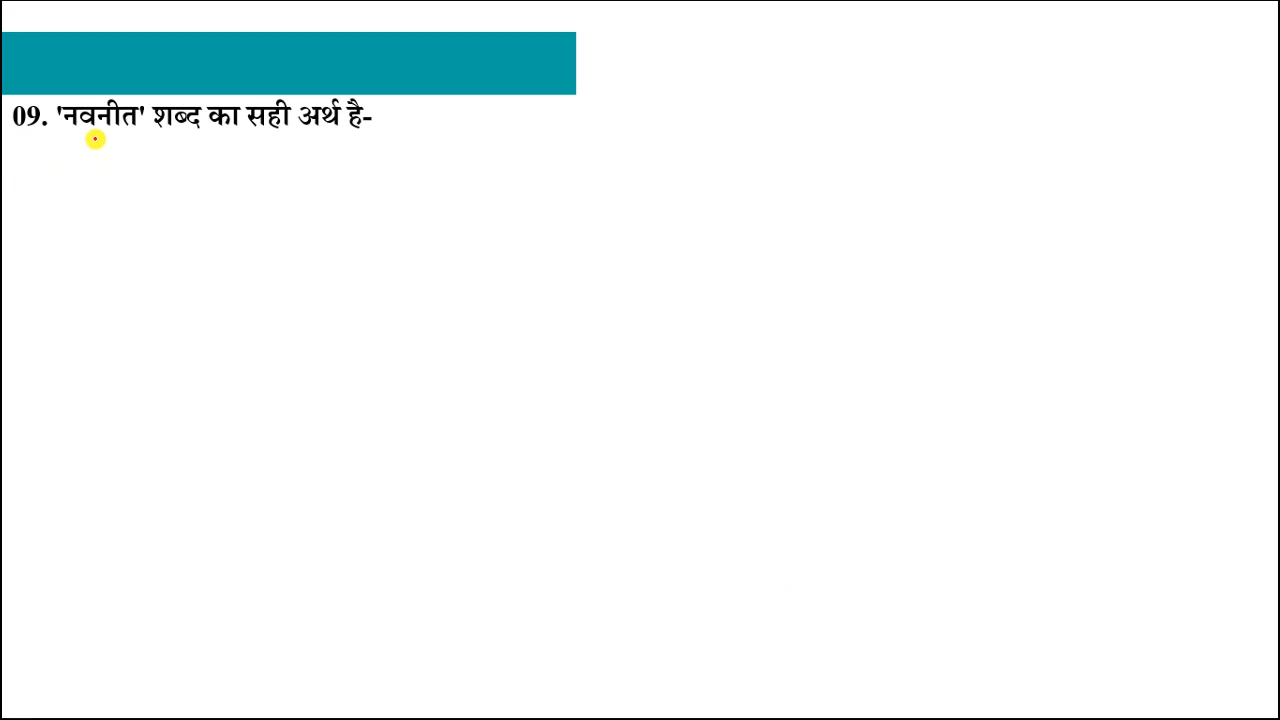 09. 'नवनीत' शब्द का सही अर्थ है-